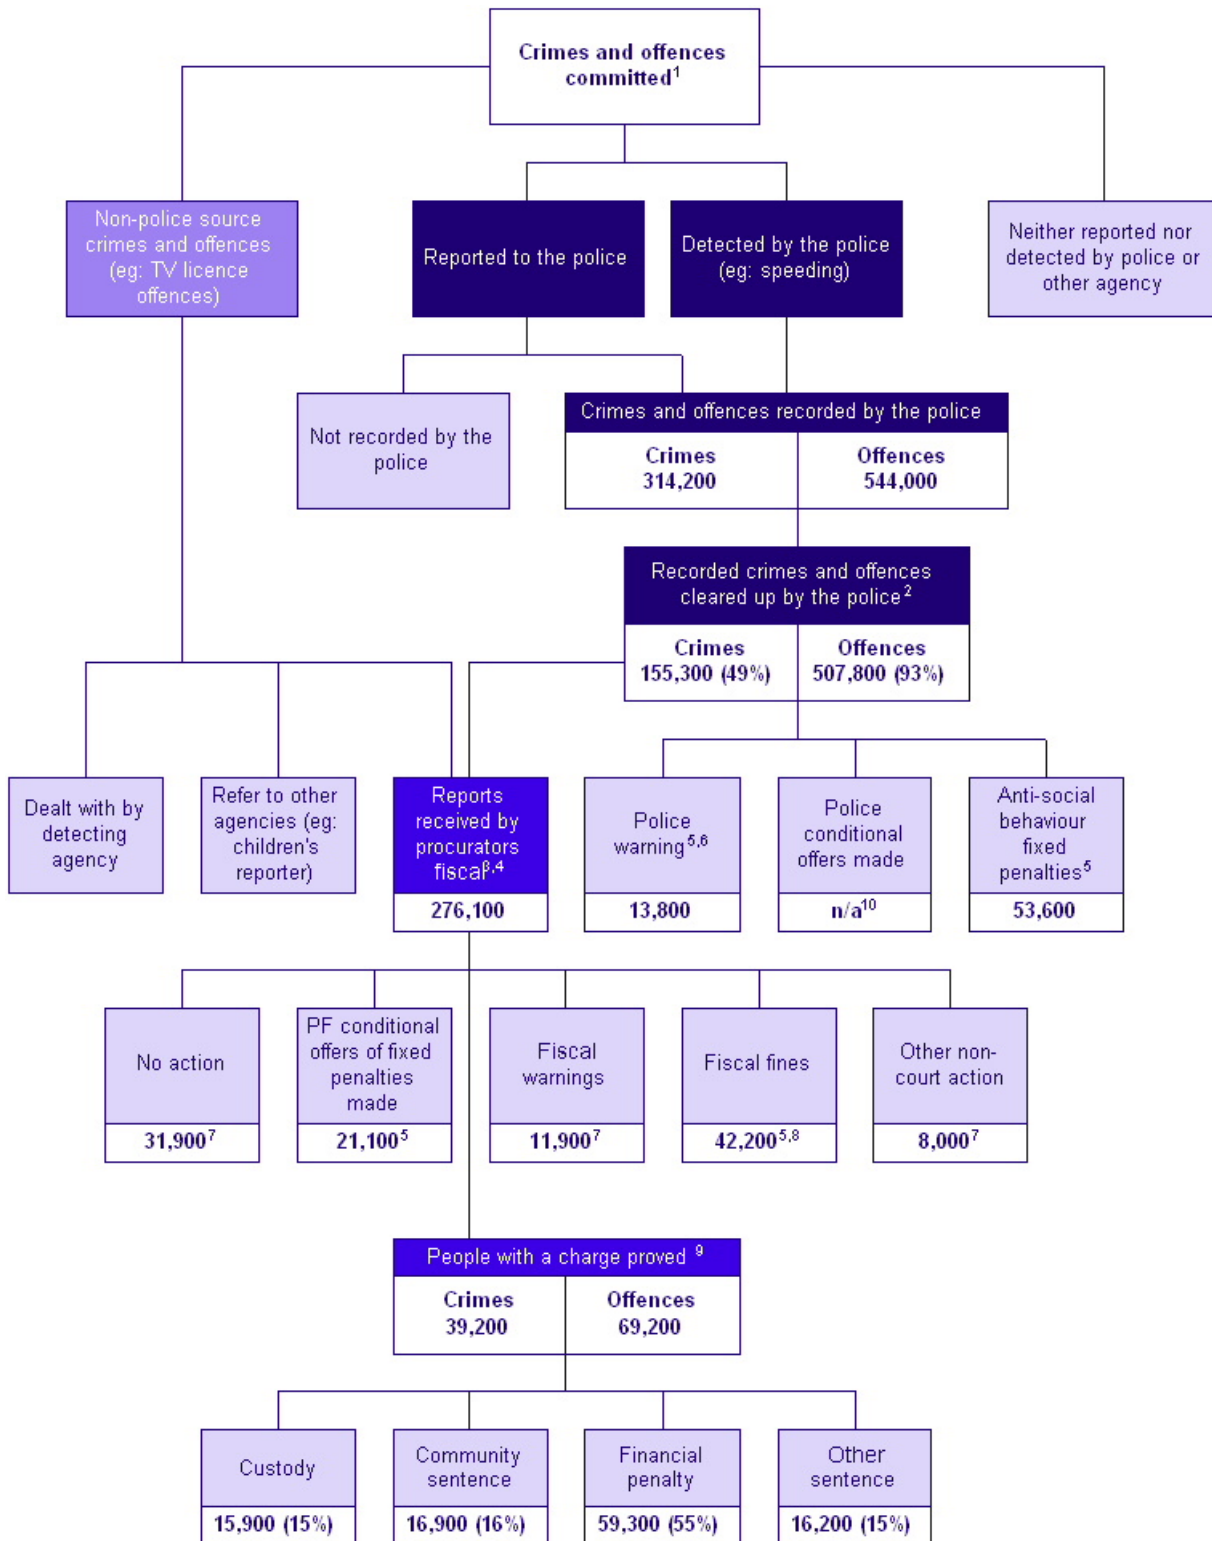 Crimes and offences
committed1
Non-police source
crimes and offences
(eg: TV licence
offences)
Reported to the police
Detected by the police
(eg: speeding)
Neither reported nor
detected by police or
other agency
Not recorded by the
police
Crimes and offences recorded by the police
Crimes
314,200
Offences
544,000
Recorded crimes and offences
cleared up by the police2
Crimes
155,300 (49%)
Offences
507,800 (93%)
Dealt with by
detecting
agency
Refer to other
agencies (eg:
children's
reporter)
Reports
received by
procurators
fiscalβ,4
276,100
Police
warning5,6
13,800
Police
conditional
offers made
n/a10
Anti-social
behaviour
fixed
penalties5
53,600
No action
31,9007
PF conditional
offers of fixed
penalties
made
21,1005
Fiscal
warnings
11,9007
Fiscal fines
42,2005,8
Other non-
court action
8,0007
People with a charge proved 9
Crimes
39,200
Offences
69,200
Custody
15,900 (15%)
Community
sentence
16,900 (16%)
Financial
penalty
59,300 (55%)
Other
sentence
16,200 (15%)